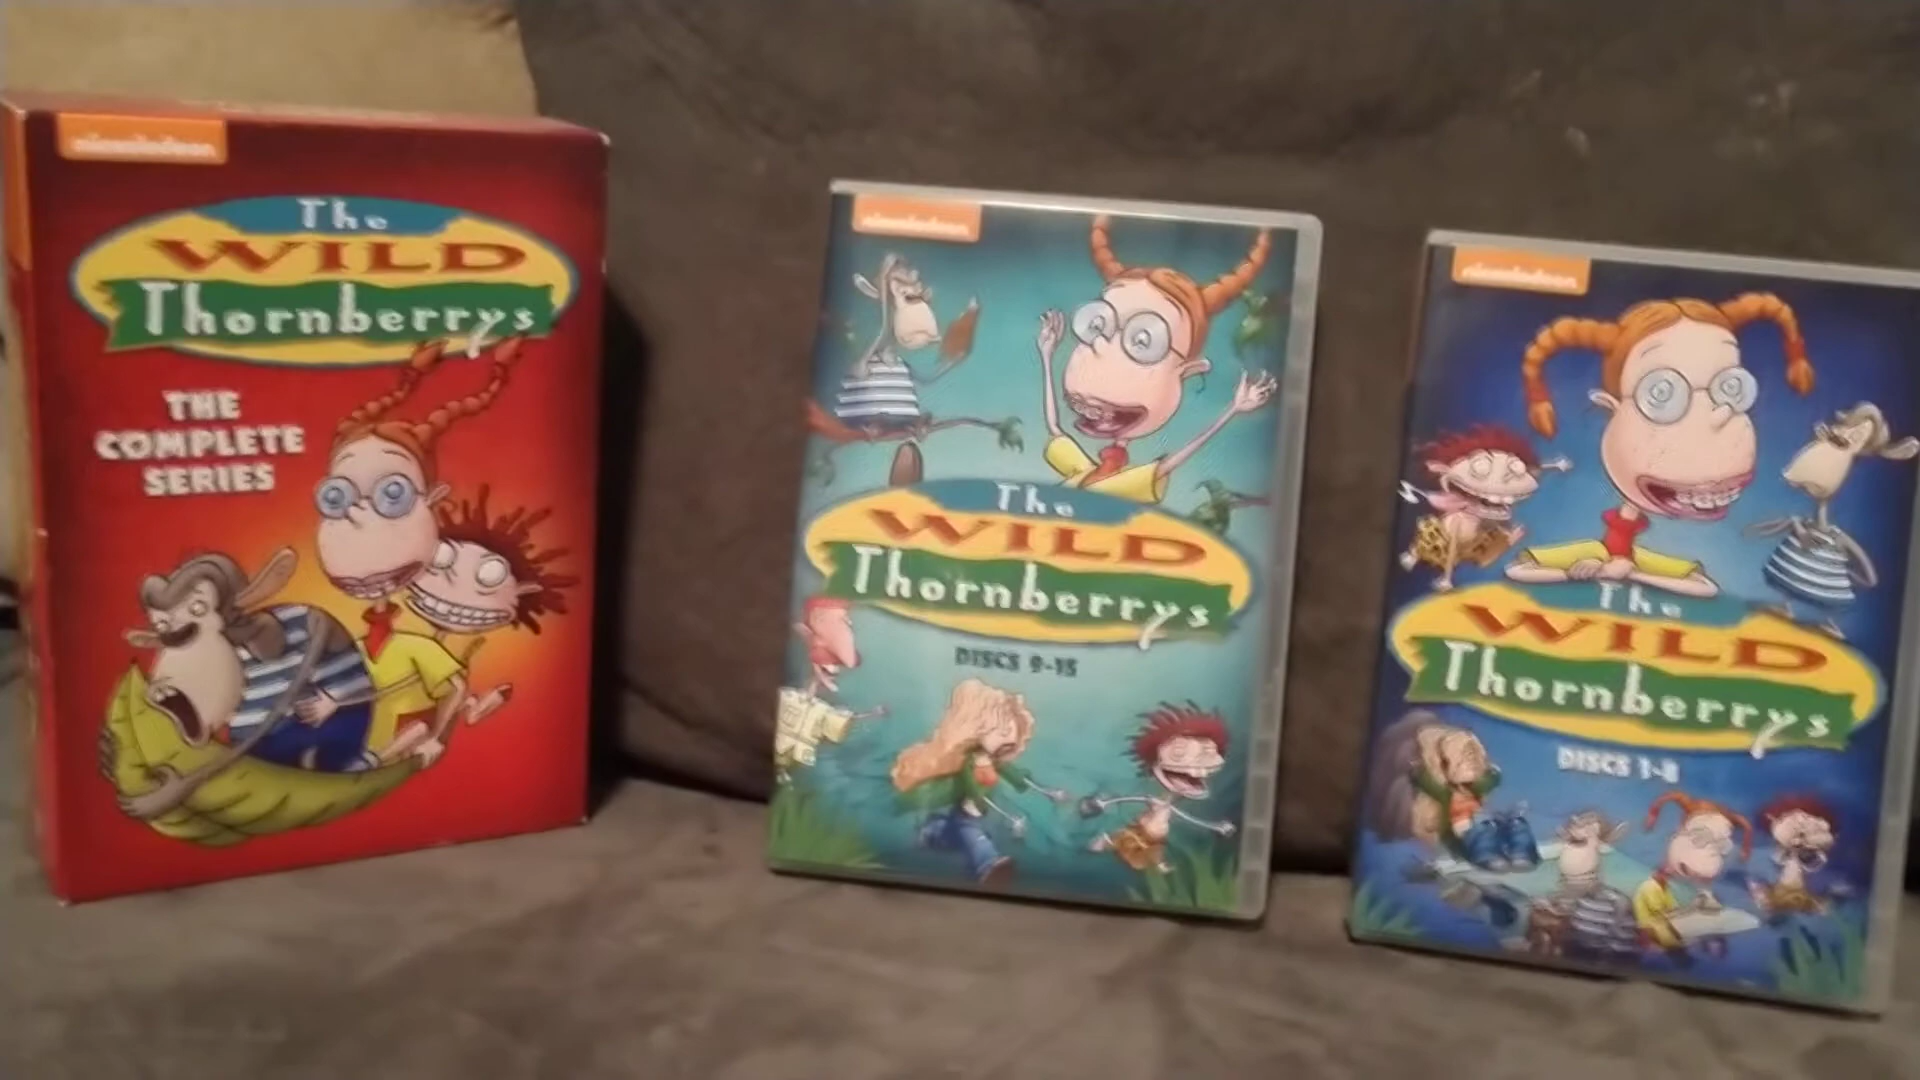 nickelodeon
The
WILD
Thornberrys
THE
COMPLETE
SERIES
nickelodeon
The
WILD
Thornberrys
DISCS 9-15
nickelodeon
The
WILD
Thornberrys
DISCS 1-8